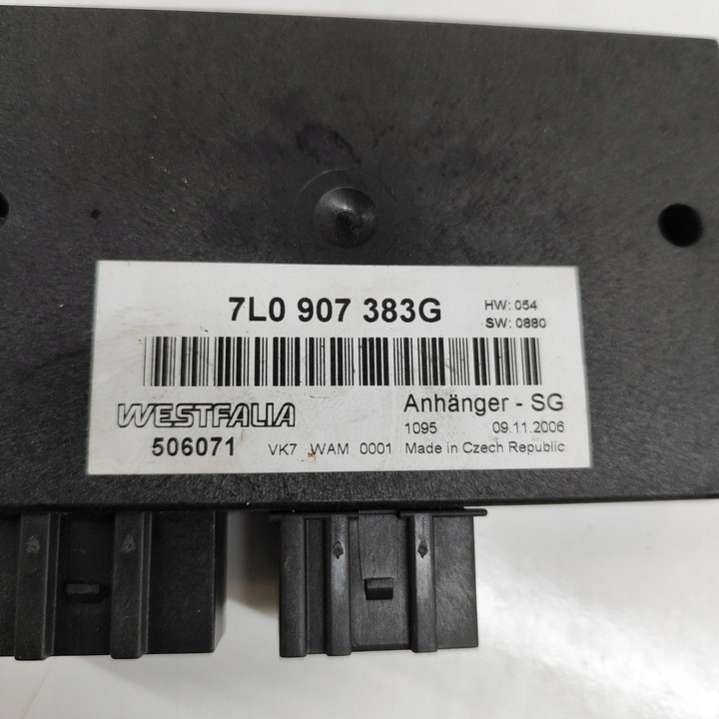 7L0 907 383G
HW: 054
SW: 0880
WESTFALIA
Anhänger - SG
506071
VK7 WAM 0001
1095 09.11.2006
Made in Czech Republic